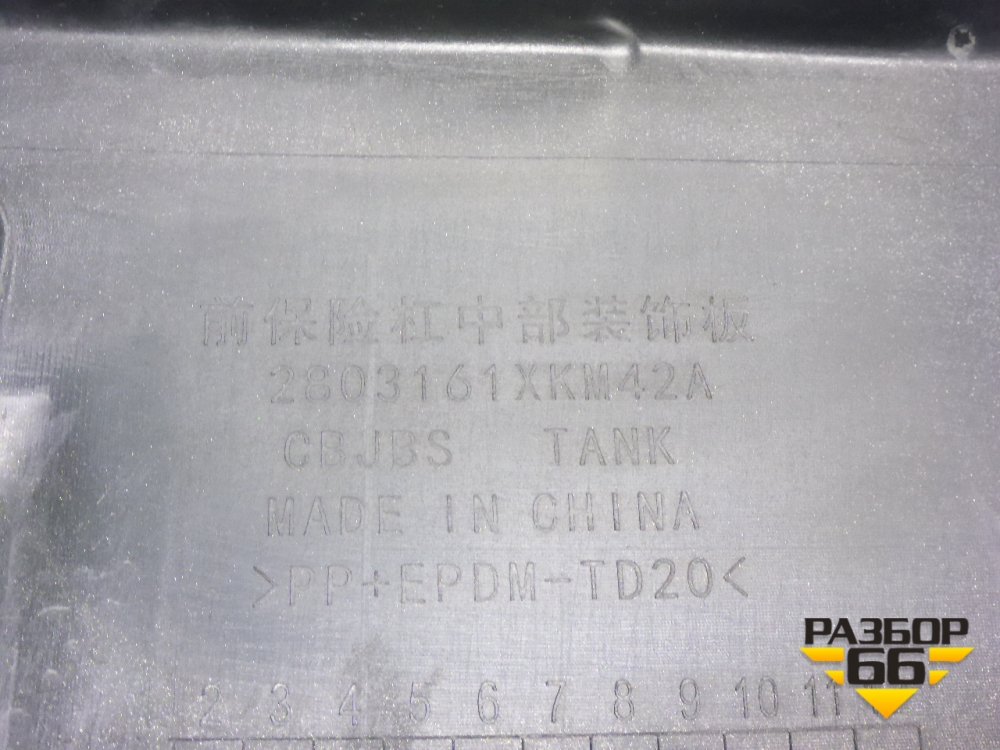 前保险杠中部装饰板
2803161XKM42A
CBJBS TANK
MADE IN CHINA
>PP+EPDM-TD20<
2 3 4 5 6 7 8 9 10 11
РАЗБОР
66